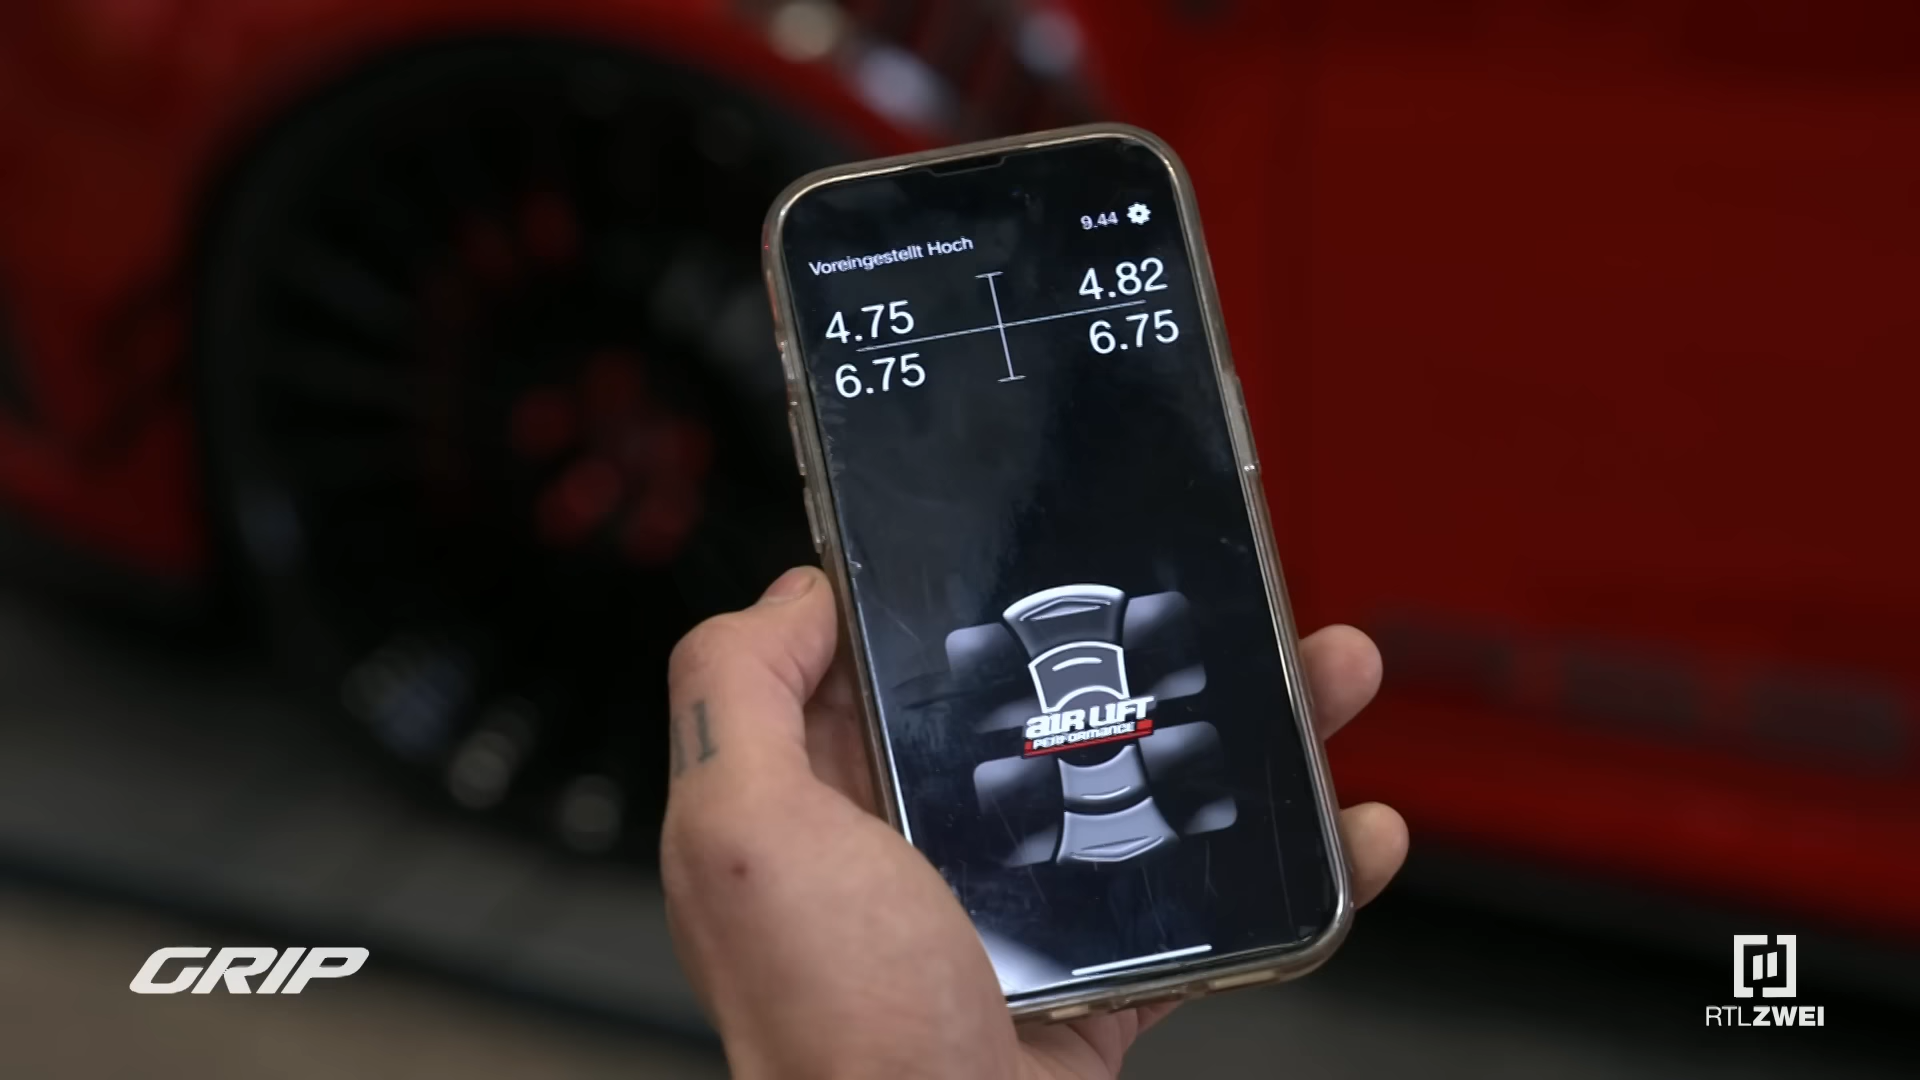 9.44
Voreingestellt Hoch
4.75 4.82
6.75 6.75
AIR LIFT
PERFORMANCE
GRIP
RTLZWEI